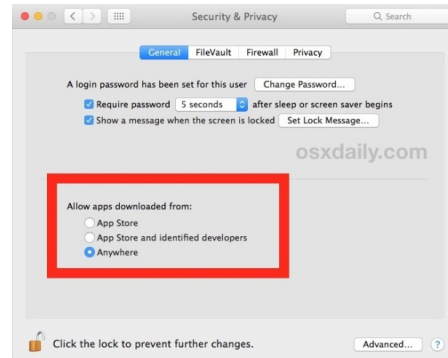 Security & Privacy
Search
General FileVault Firewall Privacy
A login password has been set for this user Change Password...
Require password 5 seconds after sleep or screen saver begins
Show a message when the screen is locked Set Lock Message...
osxdaily.com
Allow apps downloaded from:
App Store
App Store and identified developers
Anywhere
Click the lock to prevent further changes. Advanced... ?